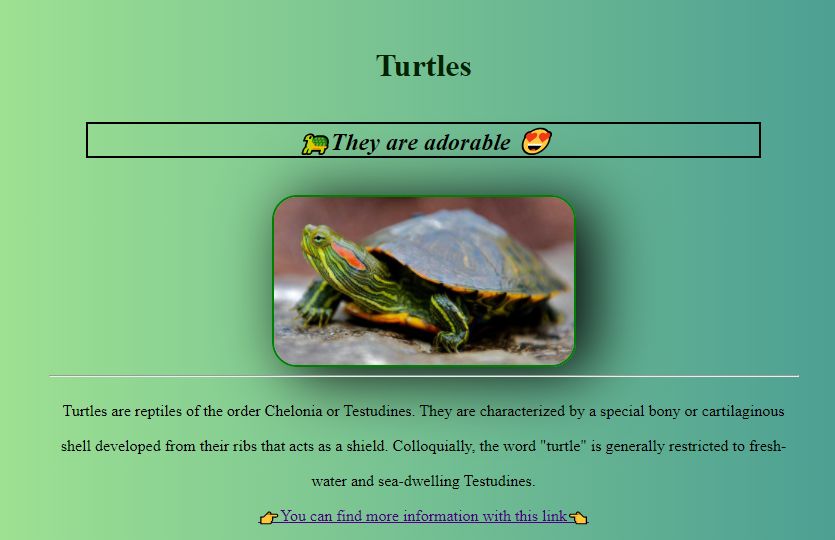 Turtles
🐢They are adorable 😍
Turtles are reptiles of the order Chelonia or Testudines. They are characterized by a special bony or cartilaginous
shell developed from their ribs that acts as a shield. Colloquially, the word "turtle" is generally restricted to fresh-
water and sea-dwelling Testudines.
👉You can find more information with this link👈